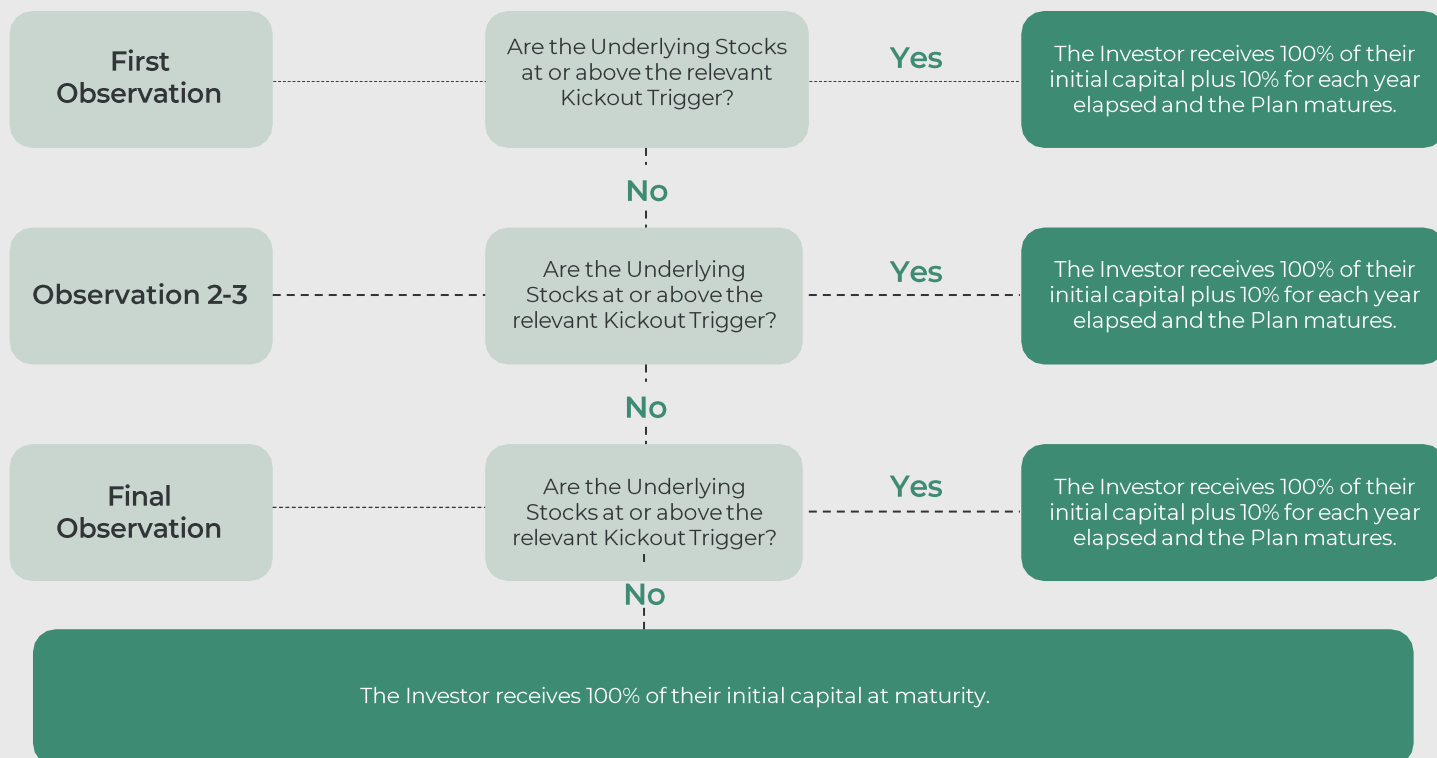 First
Observation
Are the Underlying Stocks
at or above the relevant
Kickout Trigger?
Yes
The Investor receives 100% of their
initial capital plus 10% for each year
elapsed and the Plan matures.
No
Observation 2-3
Are the Underlying
Stocks at or above the
relevant Kickout Trigger?
Yes
The Investor receives 100% of their
initial capital plus 10% for each year
elapsed and the Plan matures.
No
Final
Observation
Are the Underlying
Stocks at or above the
relevant Kickout Trigger?
Yes
The Investor receives 100% of their
initial capital plus 10% for each year
elapsed and the Plan matures.
No
The Investor receives 100% of their initial capital at maturity.